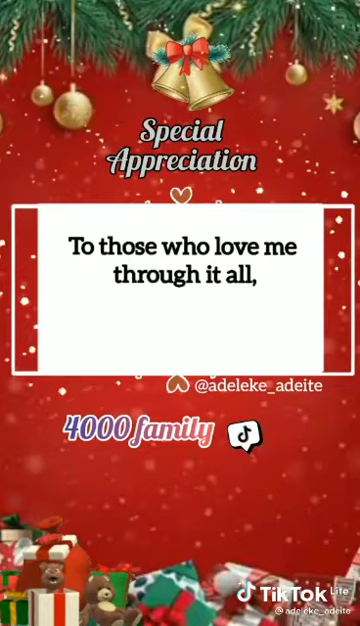 Special
Appreciation
To those who love me
through it all,
@adeleke_adeite
4000 family
TikTok Lite
@adeleke_adeite